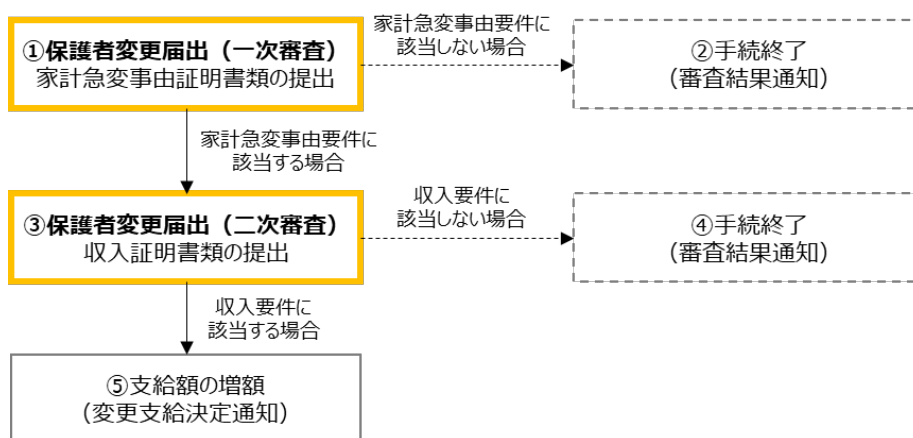 ①保護者変更届出（一次審査）
家計急変事由証明書類の提出
家計急変事由要件に
該当しない場合
②手続終了
（審査結果通知）
家計急変事由要件に
該当する場合
③保護者変更届出（二次審査）
収入証明書類の提出
収入要件に
該当しない場合
④手続終了
（審査結果通知）
収入要件に
該当する場合
⑤支給額の増額
（変更支給決定通知）